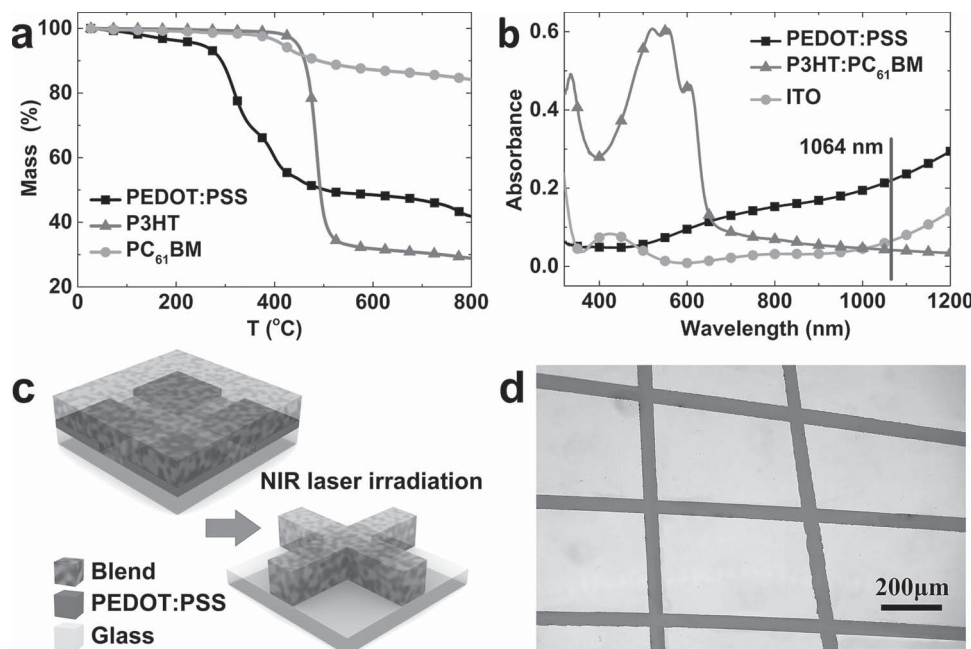 a
100
80
60
40
20
Mass (%)
PEDOT:PSS
P3HT
PC₆₁BM
0
200
400
600
800
T (°C)
b
0.6
0.4
0.2
0.0
Absorbance
PEDOT:PSS
P3HT:PC₆₁BM
ITO
1064 nm
400
600
800
1000
1200
Wavelength (nm)
c
NIR laser irradiation
Blend
PEDOT:PSS
Glass
d
200μm